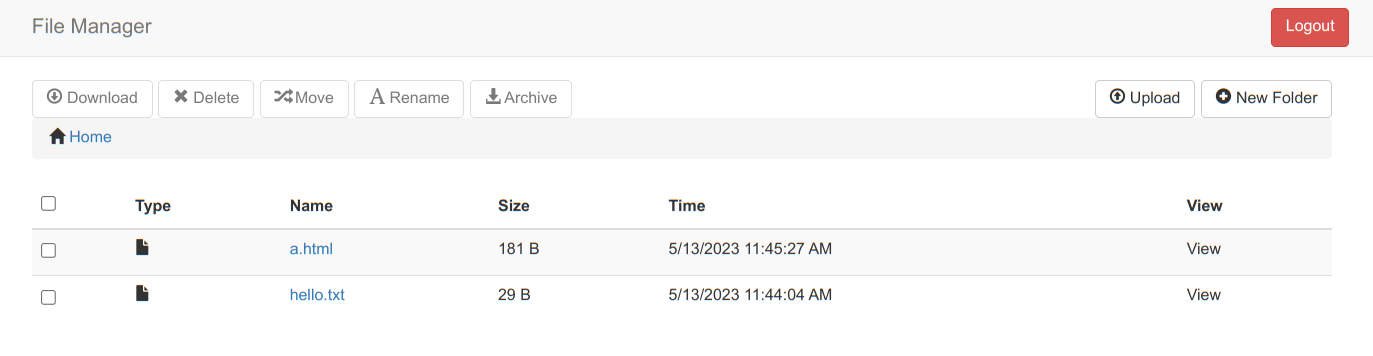 File Manager Logout
Download Delete Move Rename Archive Upload New Folder
Home
Type Name Size Time View
a.html 181 B 5/13/2023 11:45:27 AM View
hello.txt 29 B 5/13/2023 11:44:04 AM View